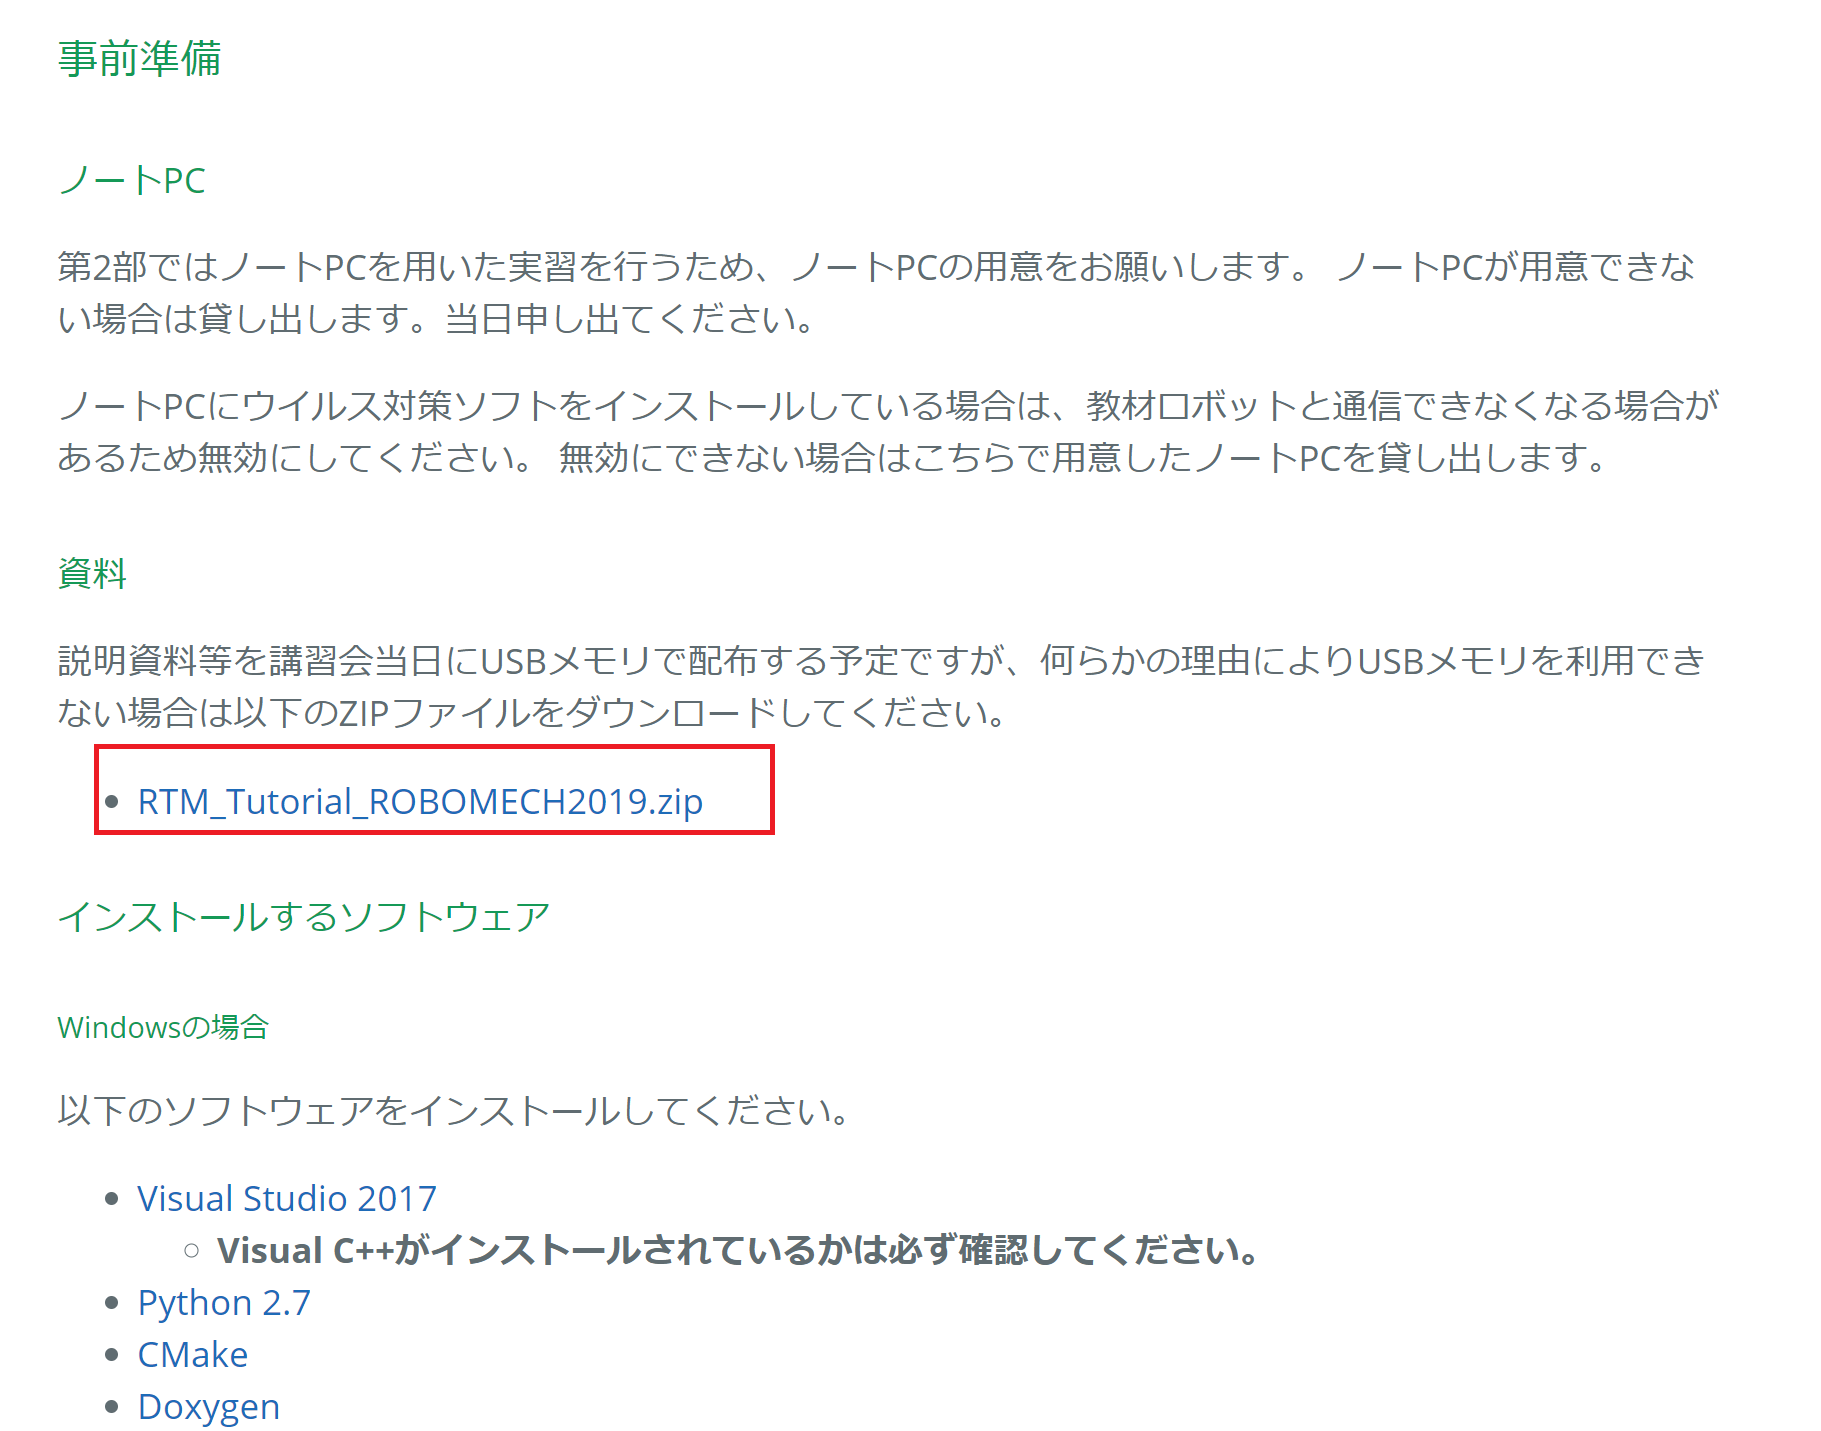 事前準備
ノートPC
第2部ではノートPCを用いた実習を行うため、ノートPCの用意をお願いします。 ノートPCが用意できな
い場合は貸し出します。当日申し出てください。
ノートPCにウイルス対策ソフトをインストールしている場合は、教材ロボットと通信できなくなる場合が
あるため無効にしてください。 無効にできない場合はこちらで用意したノートPCを貸し出します。
資料
説明資料等を講習会当日にUSBメモリで配布する予定ですが、何らかの理由によりUSBメモリを利用でき
ない場合は以下のZIPファイルをダウンロードしてください。
RTM_Tutorial_ROBOMECH2019.zip
インストールするソフトウェア
Windowsの場合
以下のソフトウェアをインストールしてください。
Visual Studio 2017
Visual C++がインストールされているかは必ず確認してください。
Python 2.7
CMake
Doxygen